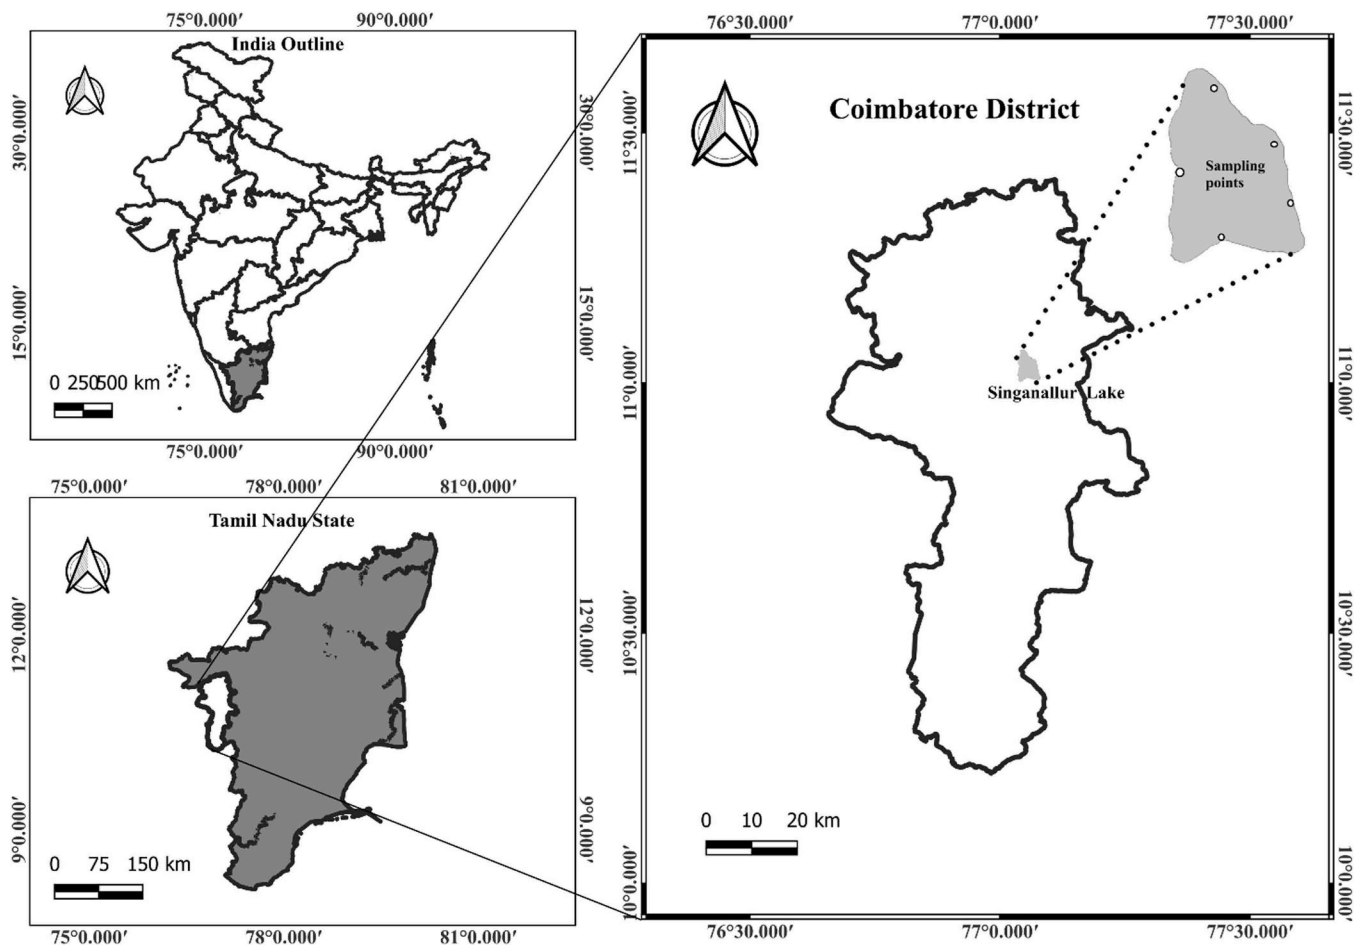 75°0.000′ 90°0.000′
India Outline
30°0.000′
30°0.000′
15°0.000′
15°0.000′
0 250 500 km
75°0.000′ 90°0.000′
75°0.000′ 78°0.000′ 81°0.000′
Tamil Nadu State
12°0.000′
12°0.000′
9°0.000′
9°0.000′
0 75 150 km
75°0.000′ 78°0.000′ 81°0.000′
76°30.000′ 77°0.000′ 77°30.000′
Coimbatore District
11°30.000′
11°30.000′
Sampling
points
11°0.000′
11°0.000′
Singanallur Lake
10°30.000′
10°30.000′
0 10 20 km
10°0.000′
10°0.000′
76°30.000′ 77°0.000′ 77°30.000′